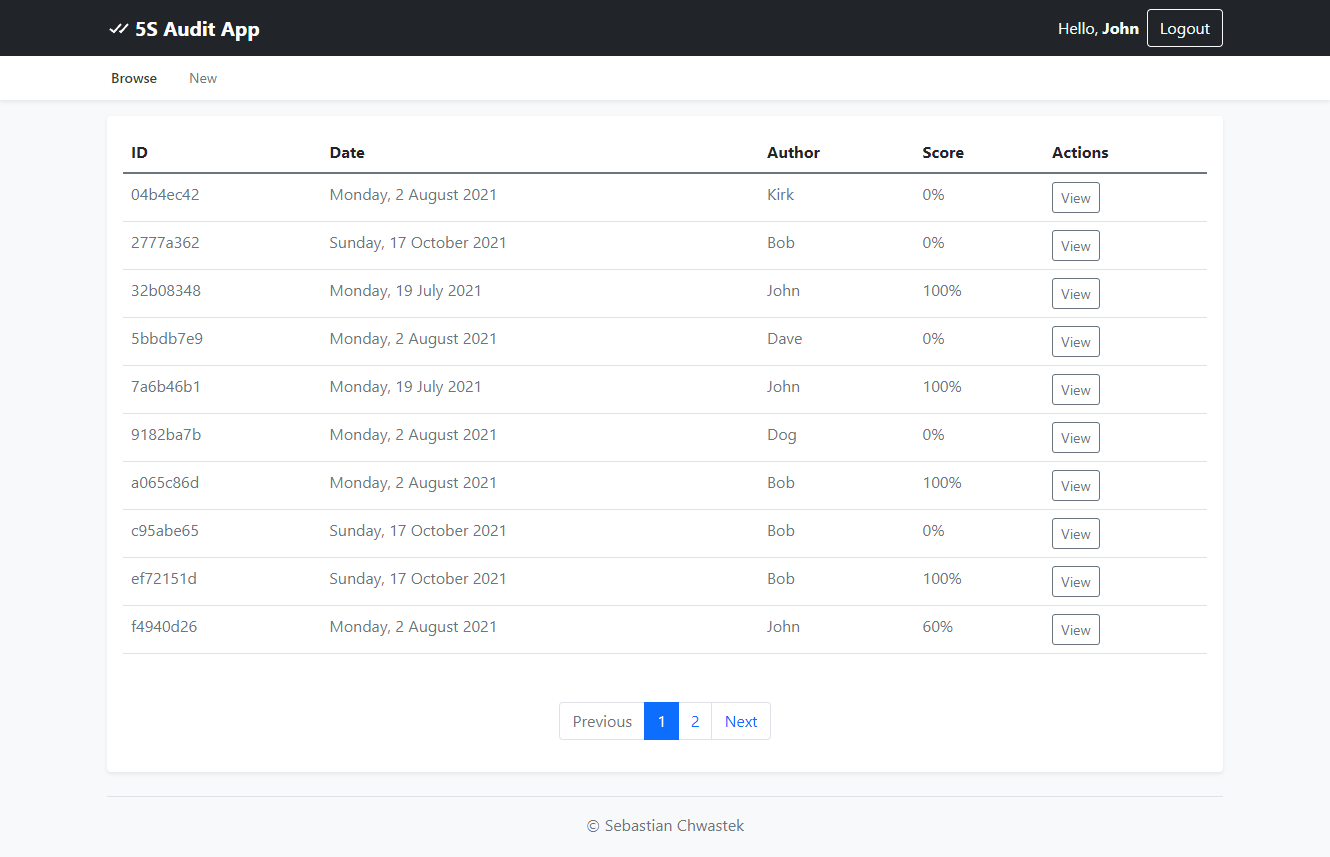 5S Audit App Hello, John Logout
Browse New
ID Date Author Score Actions
04b4ec42 Monday, 2 August 2021 Kirk 0% View
2777a362 Sunday, 17 October 2021 Bob 0% View
32b08348 Monday, 19 July 2021 John 100% View
5bbdb7e9 Monday, 2 August 2021 Dave 0% View
7a6b46b1 Monday, 19 July 2021 John 100% View
9182ba7b Monday, 2 August 2021 Dog 0% View
a065c86d Monday, 2 August 2021 Bob 100% View
c95abe65 Sunday, 17 October 2021 Bob 0% View
ef72151d Sunday, 17 October 2021 Bob 100% View
f4940d26 Monday, 2 August 2021 John 60% View
Previous 1 2 Next
© Sebastian Chwastek